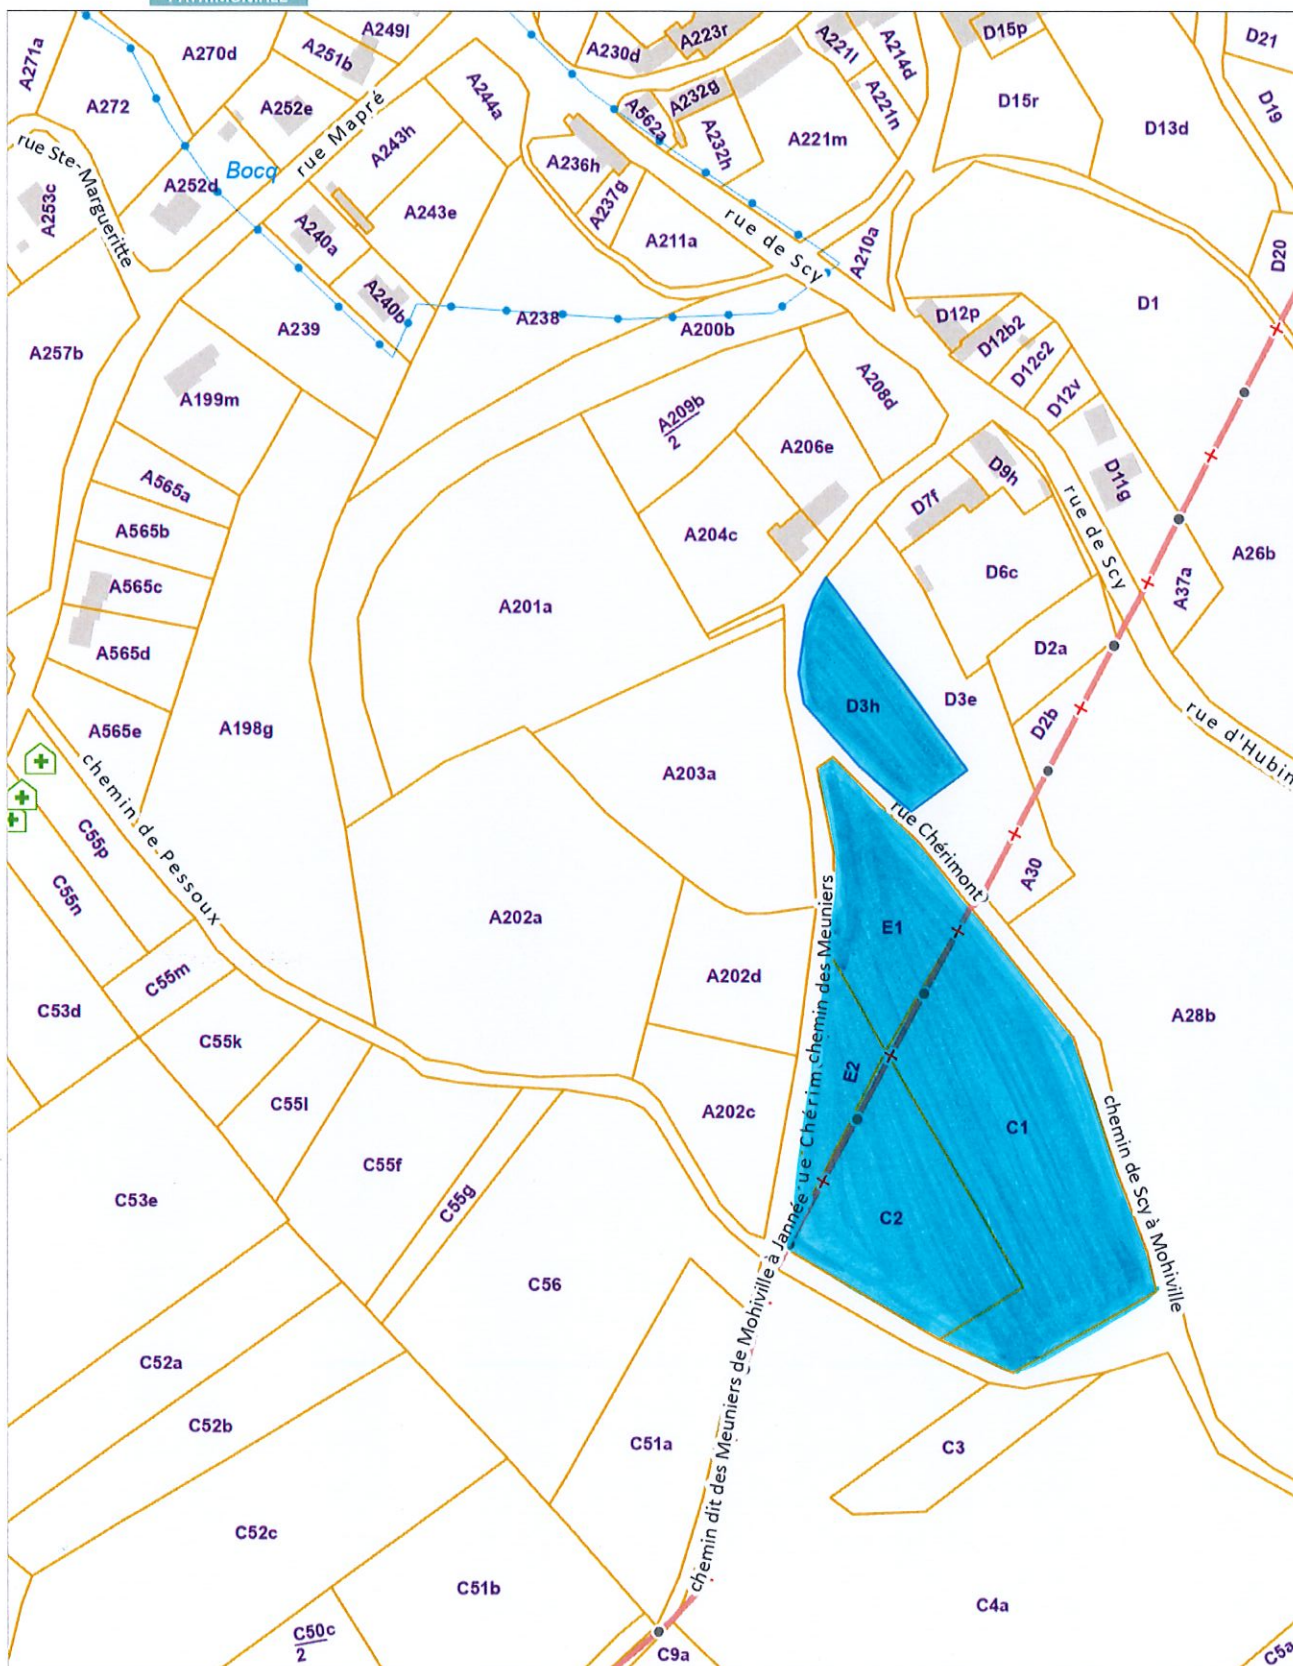 PATRIMONIALE
A271a
A270d
A251b
A249l
A230d
A223r
A221l
A214d
D15p
D21
A272
A252e
rue Mapré
A244a
A562a
A232g
A221n
D15r
D19
rue Ste-Margueritte
A243h
A232h
A221m
D13d
A253c
A252d
Bocq
A236h
A237g
A240a
A243e
A211a
rue de Scy
A210a
D20
A240b
A239
A238
A200b
D12p
D1
A257b
D12b2
D12c2
A199m
A209b
2
A208d
D12v
A206e
A565a
D9h
D11g
A565b
A204c
D7f
rue de Scy
A26b
A565c
A201a
D6c
A37a
A565d
D2a
A565e
A198g
D3h
D3e
D2b
rue d'Hubin
chemin de Pessoux
A203a
C55p
rue Chérimont
A30
C55n
A202a
E1
chemin des Meuniers
C55m
A202d
C53d
C55k
A28b
E2
C55l
A202c
C1
chemin de Scy à Mohiville
C55f
C53e
C55g
C2
ue Chérim
C56
chemin dit des Meuniers de Mohiville à Jannée
C52a
C52b
C51a
C3
C52c
C51b
C4a
C50c
2
C9a
C5a